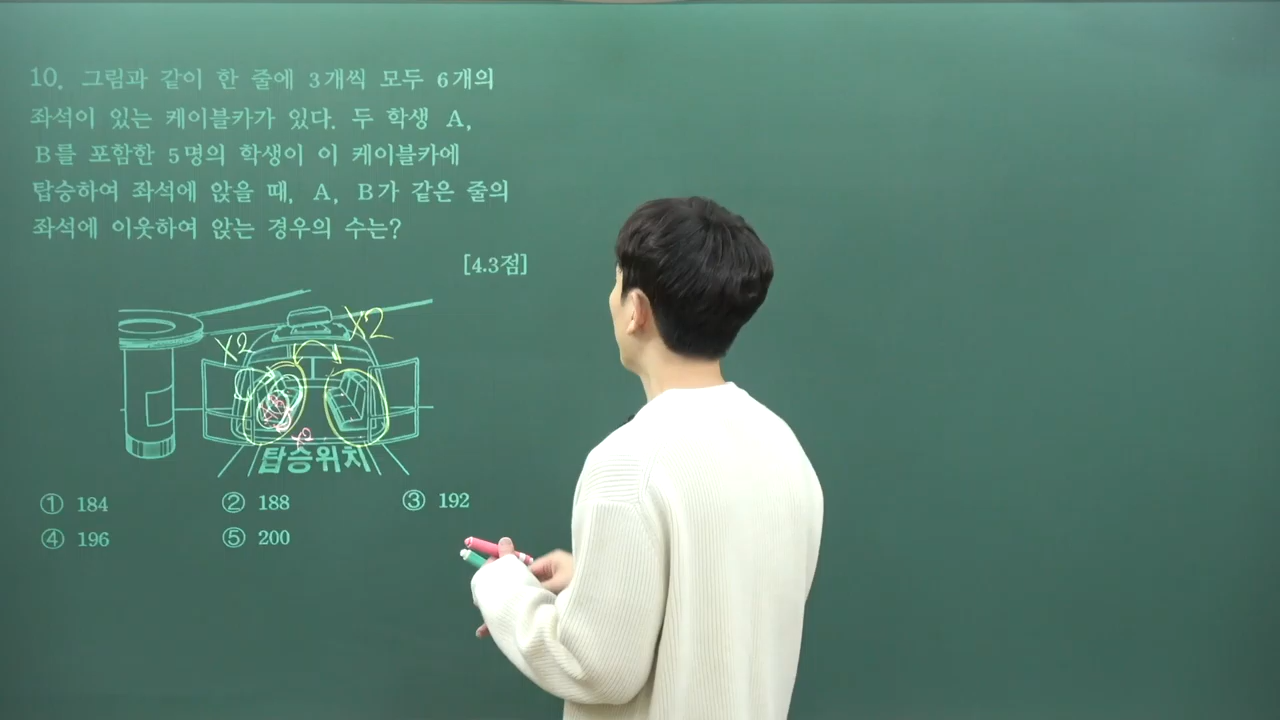 10. 그림과 같이 한 줄에 3개씩 모두 6개의
좌석이 있는 케이블카가 있다. 두 학생 A,
B를 포함한 5명의 학생이 이 케이블카에
탑승하여 좌석에 앉을 때, A, B가 같은 줄의
좌석에 이웃하여 앉는 경우의 수는?
[4.3점]
×2
×2
×2
탑승위치
① 184 ② 188 ③ 192
④ 196 ⑤ 200